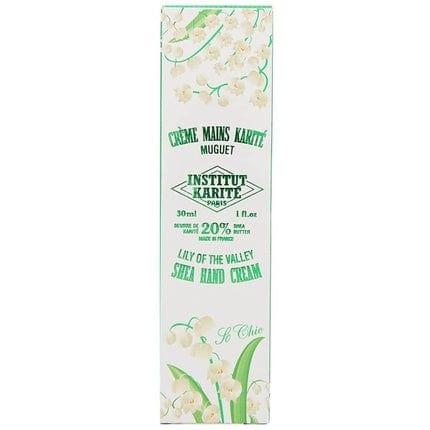 CRÈME MAINS KARITÉ
MUGUET
INSTITUT
KARITÉ
PARIS
30ml 1 fl.oz
BEURRE DE KARITÉ 20% SHEA BUTTER
MADE IN FRANCE
LILY OF THE VALLEY
SHEA HAND CREAM
So Chic